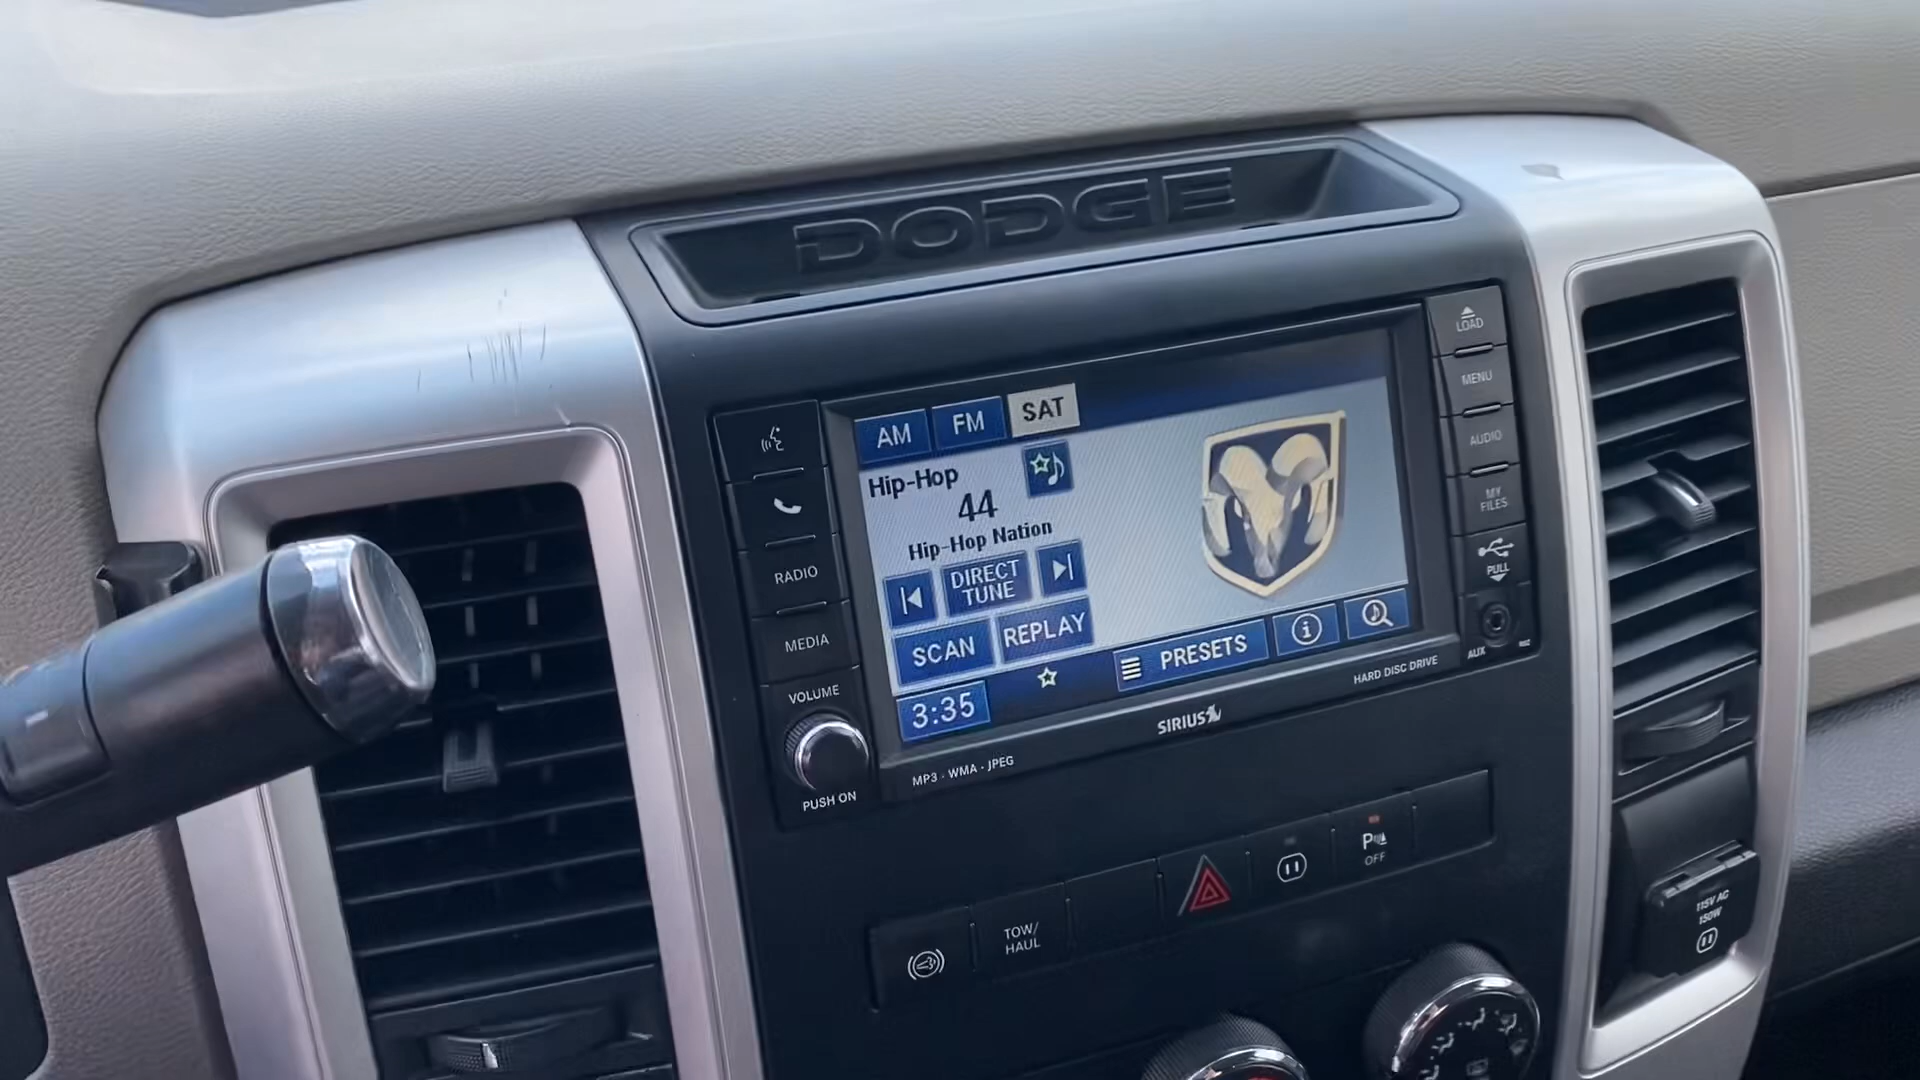 DODGE
LOAD
MENU
AUDIO
MY
FILES
PULL
AUX
RADIO
MEDIA
VOLUME
PUSH ON
AM
FM
SAT
Hip-Hop
44
Hip-Hop Nation
DIRECT
TUNE
SCAN
REPLAY
PRESETS
3:35
SIRIUS
HARD DISC DRIVE
MP3 · WMA · JPEG
TOW/
HAUL
P
OFF
115V AC
150W